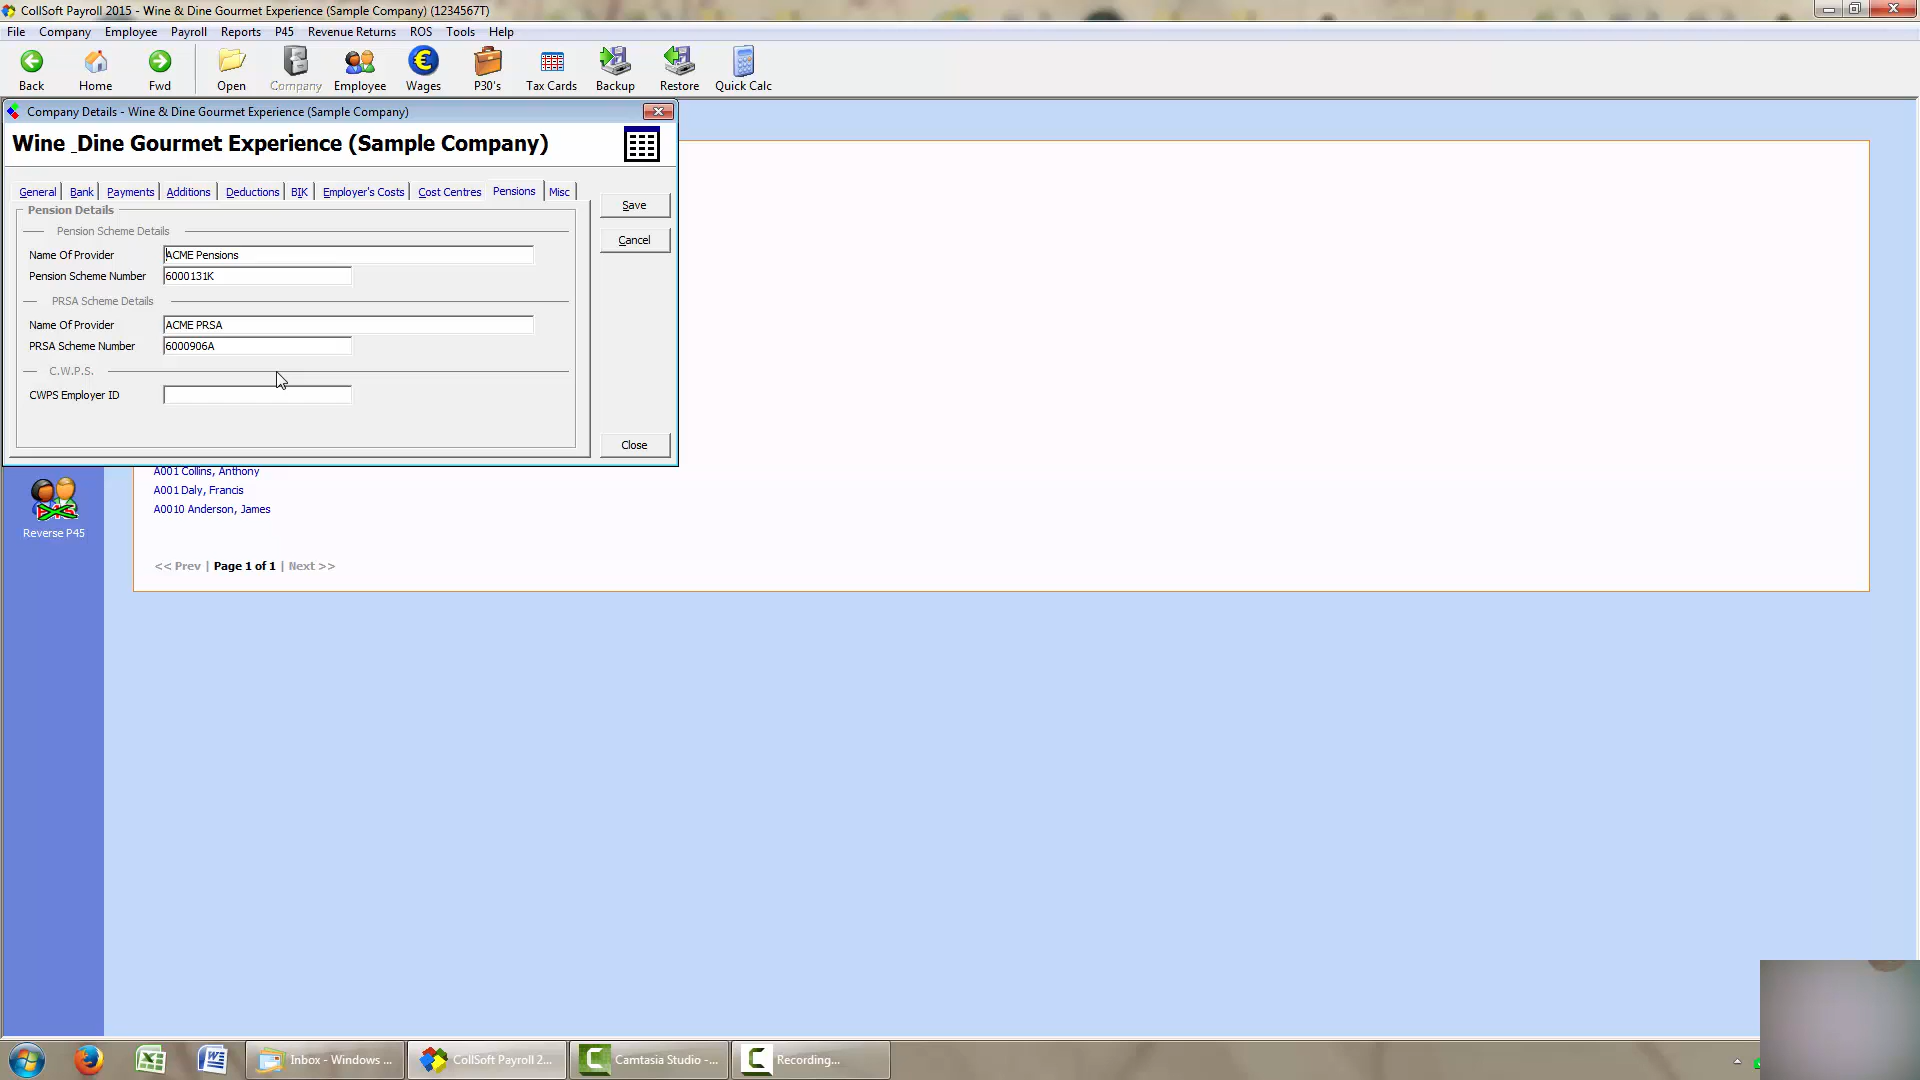 CollSoft Payroll 2015 - Wine & Dine Gourmet Experience (Sample Company) (1234567T)
File Company Employee Payroll Reports P45 Revenue Returns ROS Tools Help
Back Home Fwd Open Company Employee Wages P30's Tax Cards Backup Restore Quick Calc
Company Details - Wine & Dine Gourmet Experience (Sample Company)
Wine _Dine Gourmet Experience (Sample Company)
General Bank Payments Additions Deductions BIK Employer's Costs Cost Centres Pensions Misc
Save
Pension Details
Pension Scheme Details
Cancel
Name Of Provider ACME Pensions
Pension Scheme Number 6000131K
PRSA Scheme Details
Name Of Provider ACME PRSA
PRSA Scheme Number 6000906A
C.W.P.S.
CWPS Employer ID
Close
A001 Collins, Anthony
A001 Daly, Francis
A0010 Anderson, James
Reverse P45
<< Prev | Page 1 of 1 | Next >>
Inbox - Windows ... CollSoft Payroll 2... Camtasia Studio -... Recording...